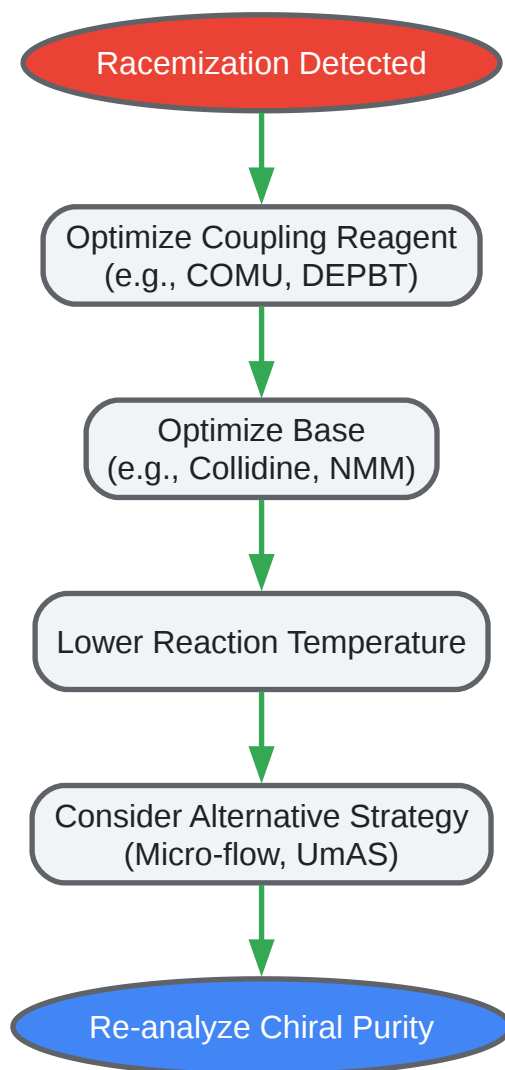 Racemization Detected
Optimize Coupling Reagent
(e.g., COMU, DEPBT)
Optimize Base
(e.g., Collidine, NMM)
Lower Reaction Temperature
Consider Alternative Strategy
(Micro-flow, UmAS)
Re-analyze Chiral Purity